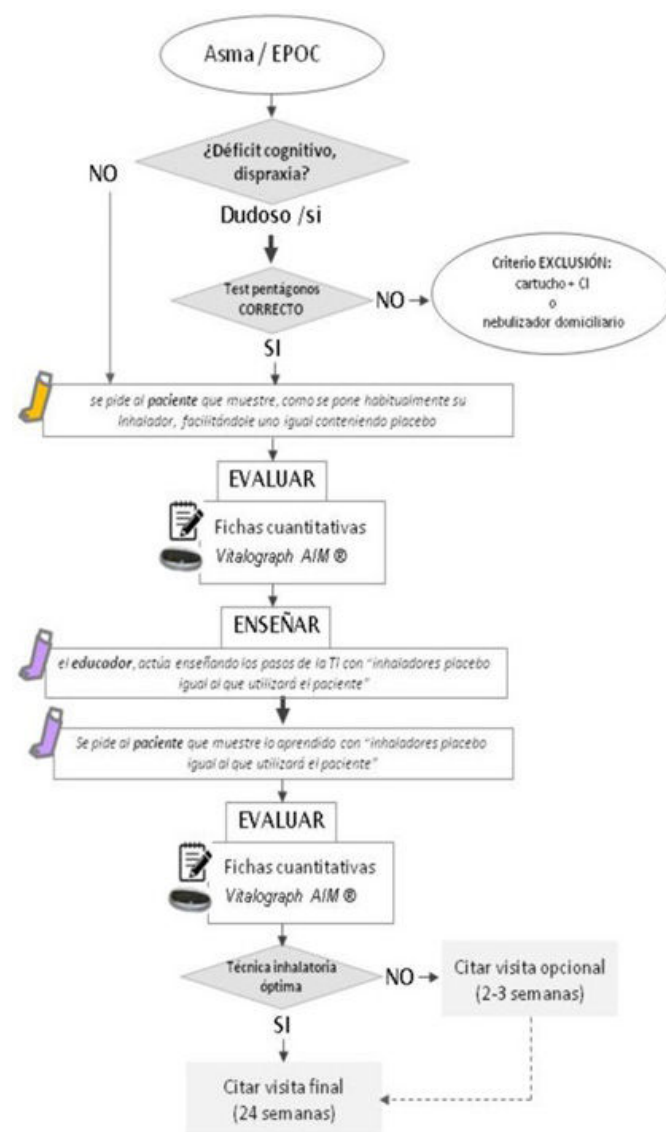 Asma / EPOC
¿Déficit cognitivo,
dispraxia?
NO
Dudoso /si
Test pentágonos
CORRECTO
NO
Criterio EXCLUSIÓN:
cartucho + CI
o
nebulizador domiciliario
SI
se pide al paciente que muestre, como se pone habitualmente su
Inhalador, facilitándole uno igual conteniendo placebo
EVALUAR
Fichas cuantitativas
Vitalograph AIM ®
ENSEÑAR
el educador, actúa enseñando los pasos de la TI con "inhaladores placebo
igual al que utilizará el paciente"
Se pide al paciente que muestre lo aprendido con "inhaladores placebo
igual al que utilizará el paciente"
EVALUAR
Fichas cuantitativas
Vitalograph AIM ®
Técnica inhalatoria
óptima
NO
Citar visita opcional
(2-3 semanas)
SI
Citar visita final
(24 semanas)